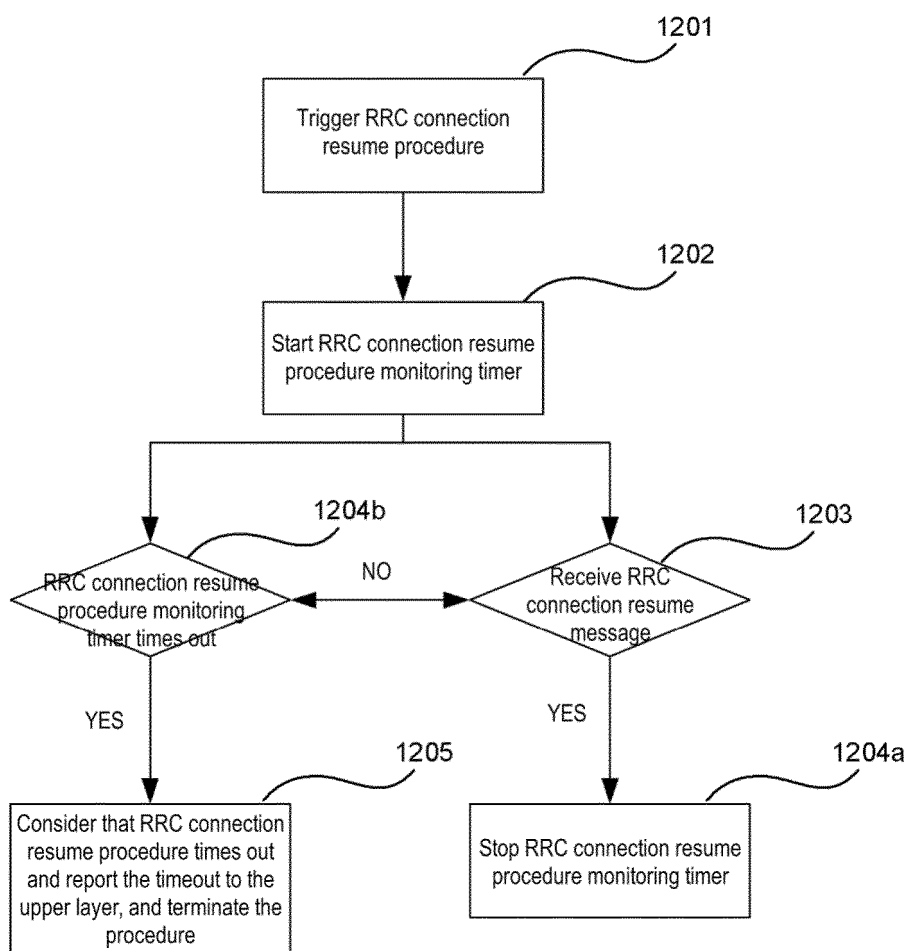 1201
Trigger RRC connection
resume procedure
1202
Start RRC connection resume
procedure monitoring timer
1204b
1203
RRC connection resume
procedure monitoring
timer times out
NO
Receive RRC
connection resume
message
YES
YES
1205
1204a
Consider that RRC connection
resume procedure times out
and report the timeout to the
upper layer, and terminate the
procedure
Stop RRC connection resume
procedure monitoring timer